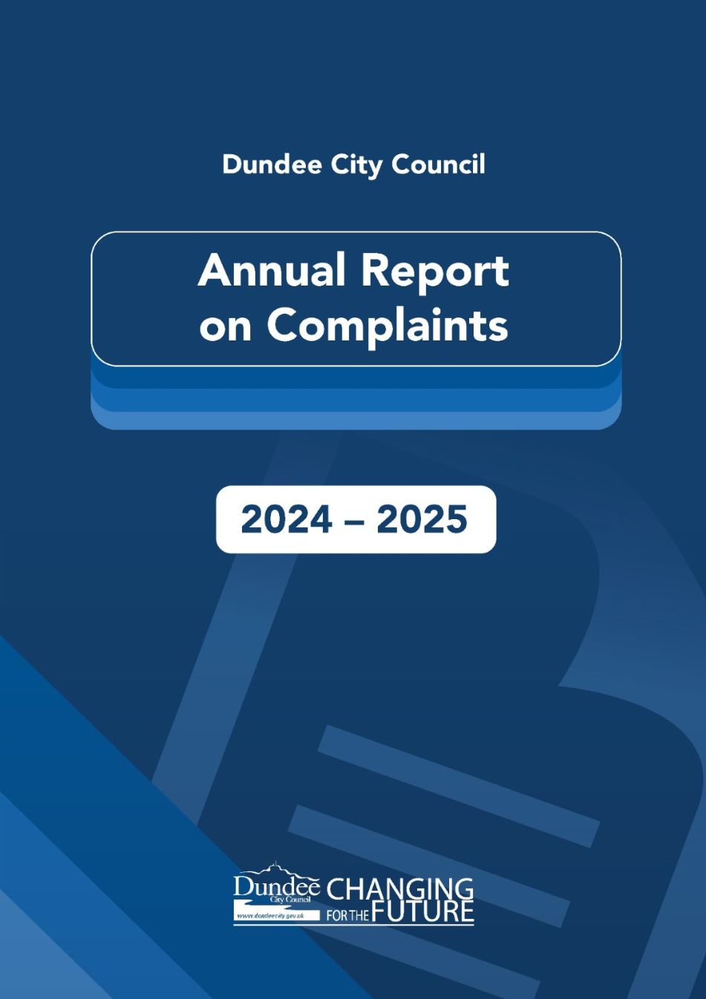 Dundee City Council
Annual Report
on Complaints
2024 – 2025
Dundee CHANGING
City Council
www.dundeecity.gov.uk FOR THE FUTURE